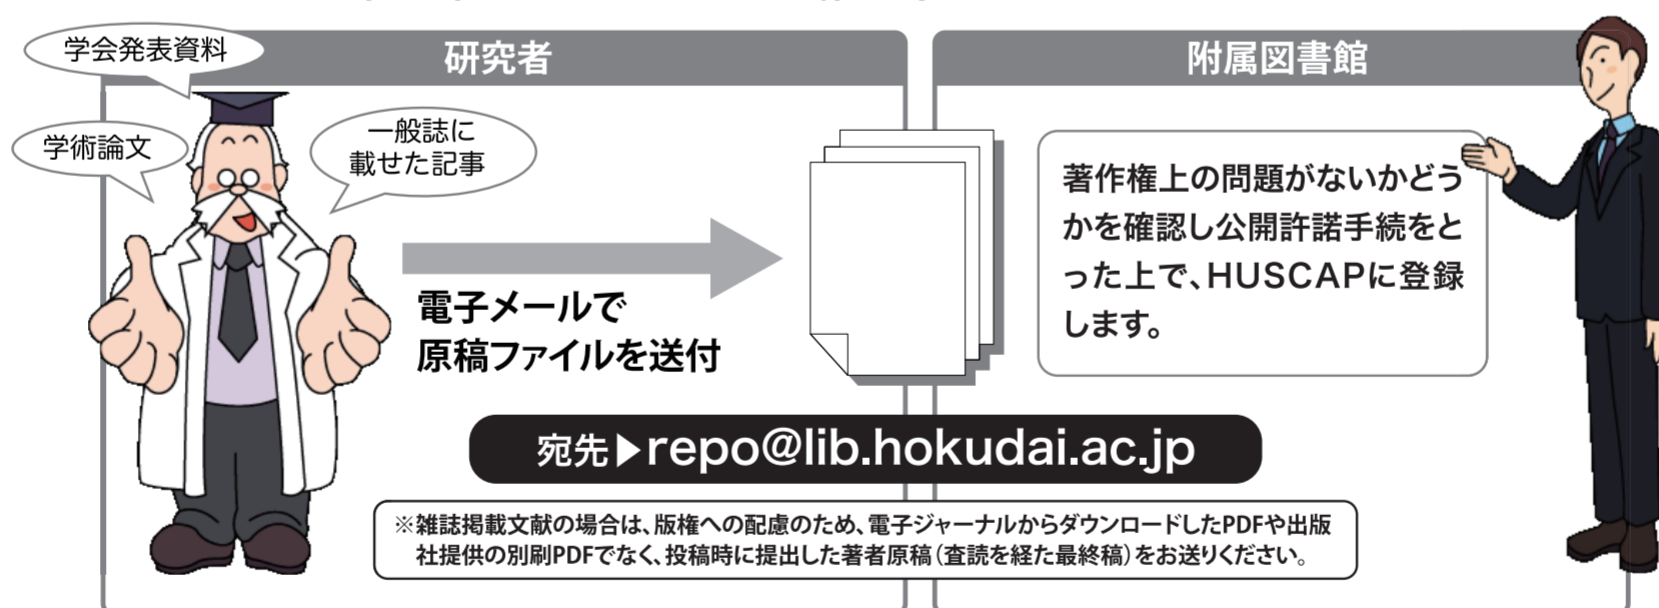 学会発表資料
研究者
附属図書館
学術論文
一般誌に
載せた記事
著作権上の問題がないかどう
かを確認し公開許諾手続をと
った上で、HUSCAPに登録
します。
電子メールで
原稿ファイルを送付
宛先▶repo@lib.hokudai.ac.jp
※雑誌掲載文献の場合は、版権への配慮のため、電子ジャーナルからダウンロードしたPDFや出版
社提供の別刷PDFでなく、投稿時に提出した著者原稿（査読を経た最終稿）をお送りください。